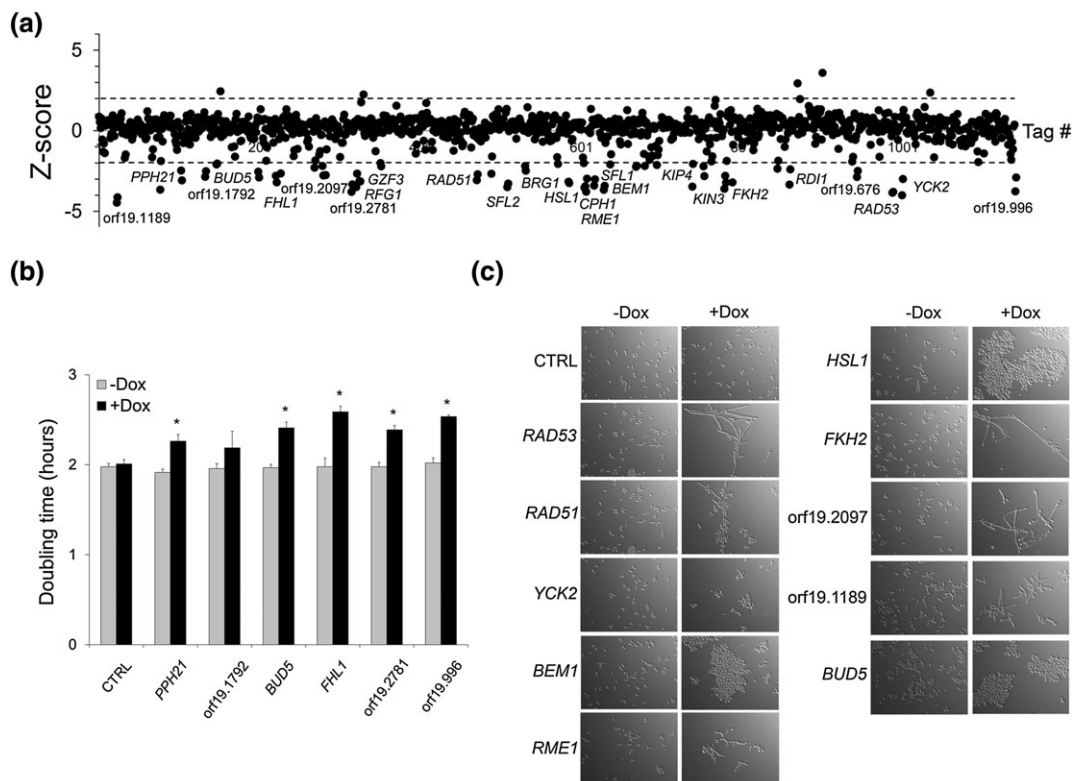 (a)
5
0
-5
Z-score
Tag #
601
1001
PPH21
BUD5
orf19.1792
orf19.2097
GZF3
RAD51
BRG1
SFL1
KIP4
RDI1
orf19.676
YCK2
orf19.1189
FHL1
RFG1
orf19.2781
SFL2
HSL1
CPH1
RME1
BEM1
KIN3
FKH2
RAD53
orf19.996
(b)
Doubling time (hours)
3
2
1
0
-Dox
+Dox
*
*
*
*
*
CTRL
PPH21
orf19.1792
BUD5
FHL1
orf19.2781
orf19.996
(c)
-Dox
+Dox
CTRL
RAD53
RAD51
YCK2
BEM1
RME1
-Dox
+Dox
HSL1
FKH2
orf19.2097
orf19.1189
BUD5